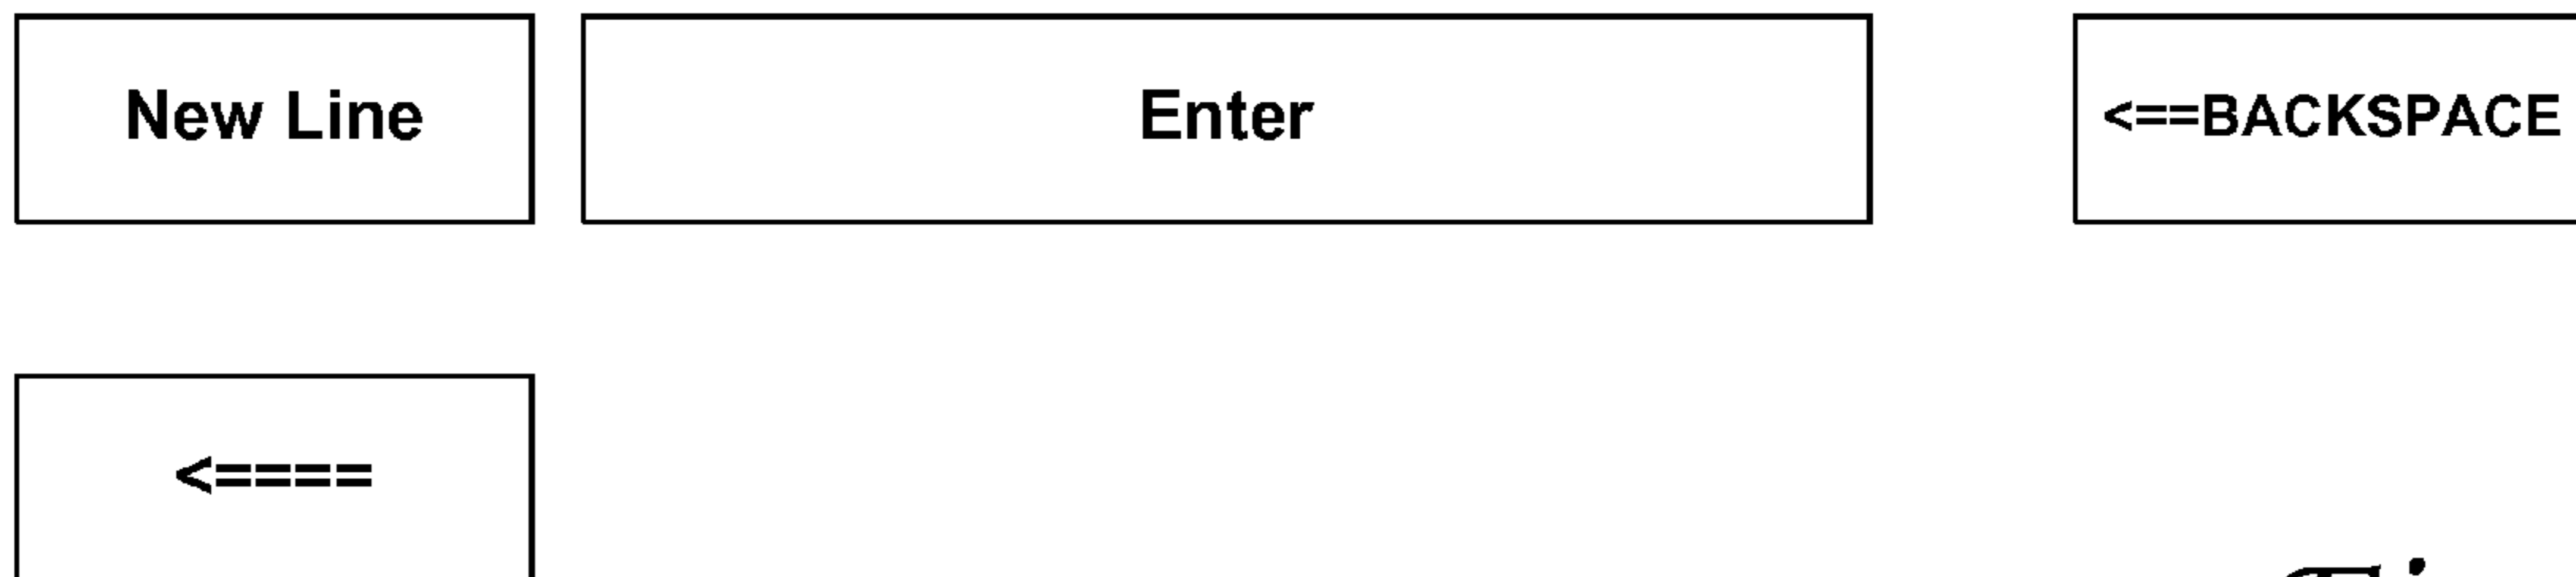 New Line
Enter
<==BACKSPACE
<====